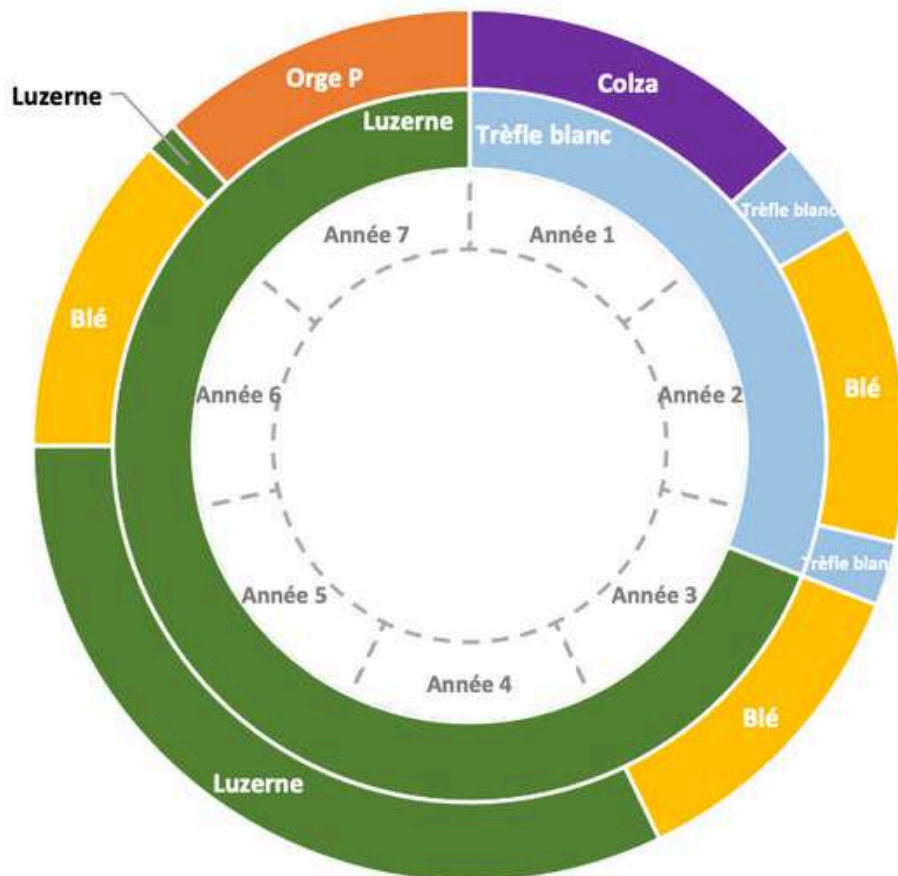 Orge P
Colza
Luzerne
Luzerne
Trèfle blanc
Trèfle blanc
Année 7
Année 1
Blé
Blé
Année 6
Année 2
Trèfle blanc
Année 5
Année 3
Année 4
Blé
Luzerne